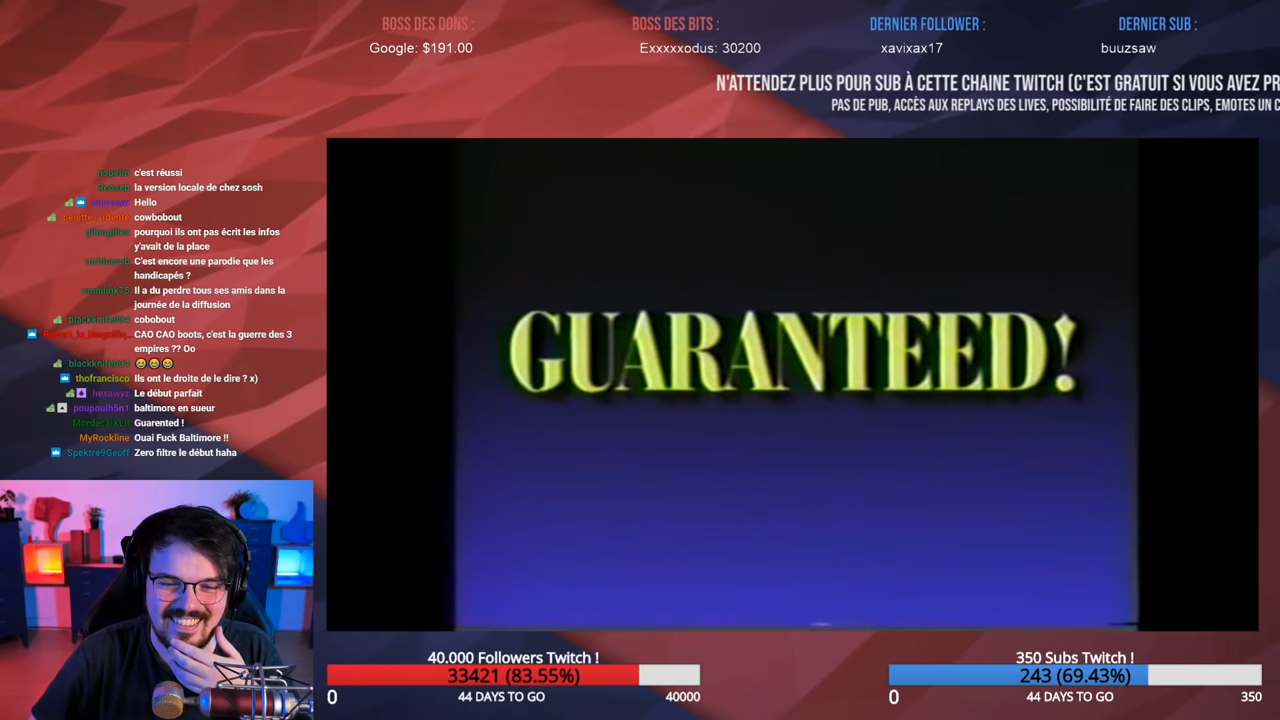 BOSS DES DONS :
Google: $191.00
BOSS DES BITS :
Exxxxxodus: 30200
DERNIER FOLLOWER :
xavixax17
DERNIER SUB :
buuzsaw
N'ATTENDEZ PLUS POUR SUB À CETTE CHAINE TWITCH (C'EST GRATUIT SI VOUS AVEZ PR
PAS DE PUB, ACCÈS AUX REPLAYS DES LIVES, POSSIBILITÉ DE FAIRE DES CLIPS, EMOTES UN C
c'est réussi
la version locale de chez sosh
Hello
cowbobout
pourquoi ils ont pas écrit les infos
y'avait de la place
C'est encore une parodie que les
handicapés ?
Il a du perdre tous ses amis dans la
journée de la diffusion
cobobout
CAO CAO boots, c'est la guerre des 3
empires ?? Oo
blackknifeu04 😂😂😂
thofrancisco Ils ont le droite de le dire ? x)
hexawyz Le début parfait
poupoulh5n1 baltimore en sueur
MordecaiXLII Guarented !
MyRockline Ouai Fuck Baltimore !!
Spektre9Geoff Zero filtre le début haha
GUARANTEED!
40.000 Followers Twitch !
33421 (83.55%)
0 44 DAYS TO GO 40000
350 Subs Twitch !
243 (69.43%)
0 44 DAYS TO GO 350